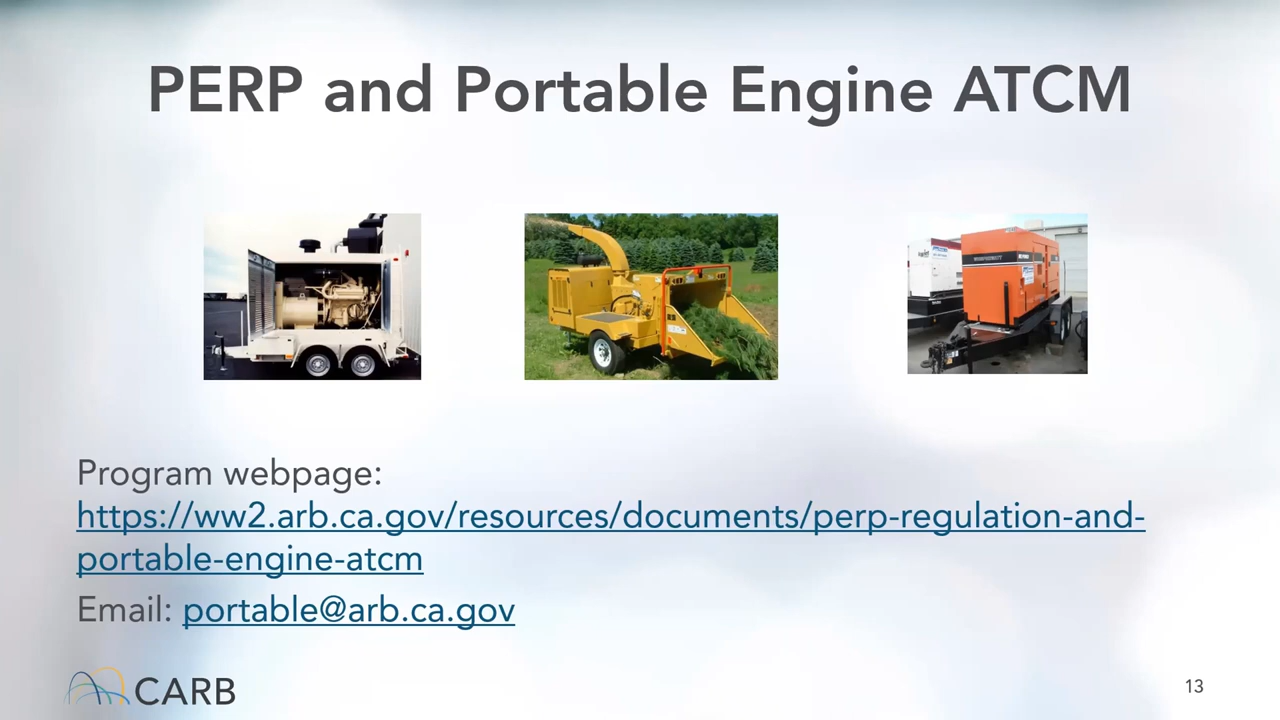 PERP and Portable Engine ATCM
Program webpage:
https://ww2.arb.ca.gov/resources/documents/perp-regulation-and-
portable-engine-atcm
Email: portable@arb.ca.gov
CARB
13